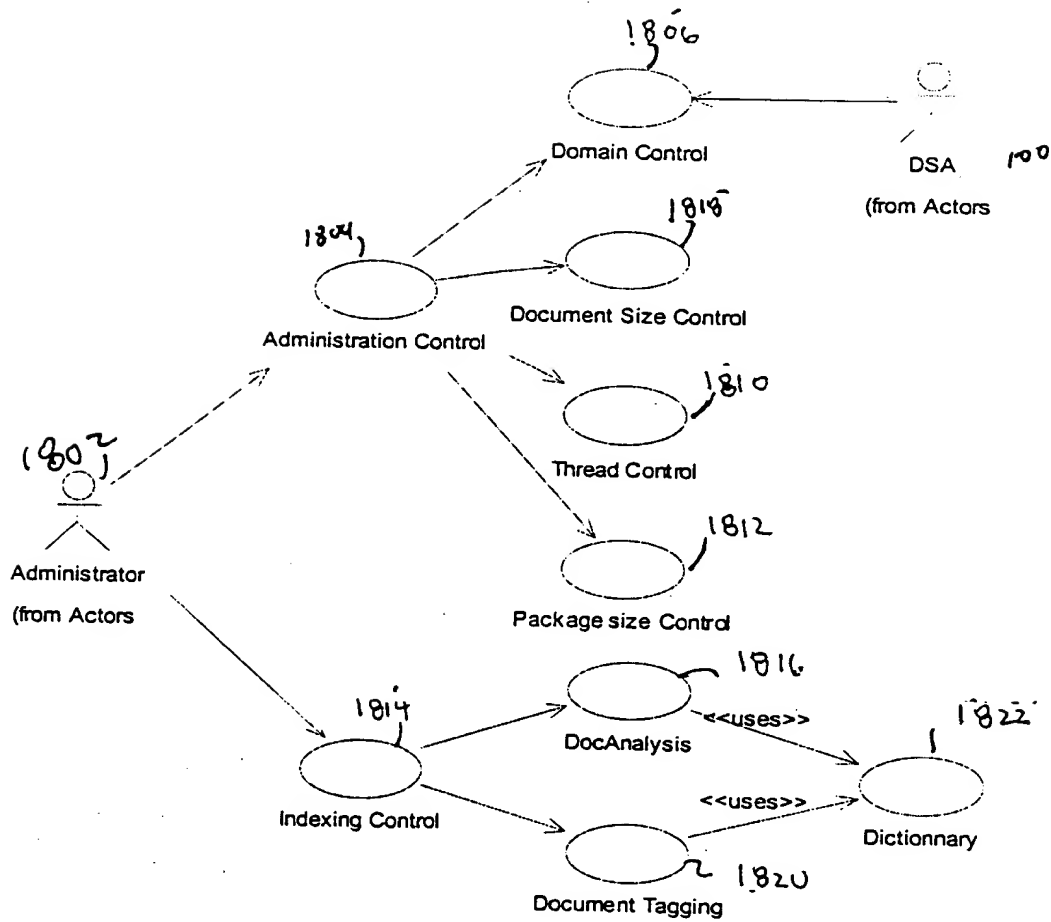 1806
Domain Control
DSA 100
(from Actors
1804
1818
Document Size Control
Administration Control
1810
Thread Control
1802
Administrator
(from Actors
1812
Package size Control
1816
DocAnalysis
<<uses>>
1814
Indexing Control
1822
Dictionnary
<<uses>>
1820
Document Tagging